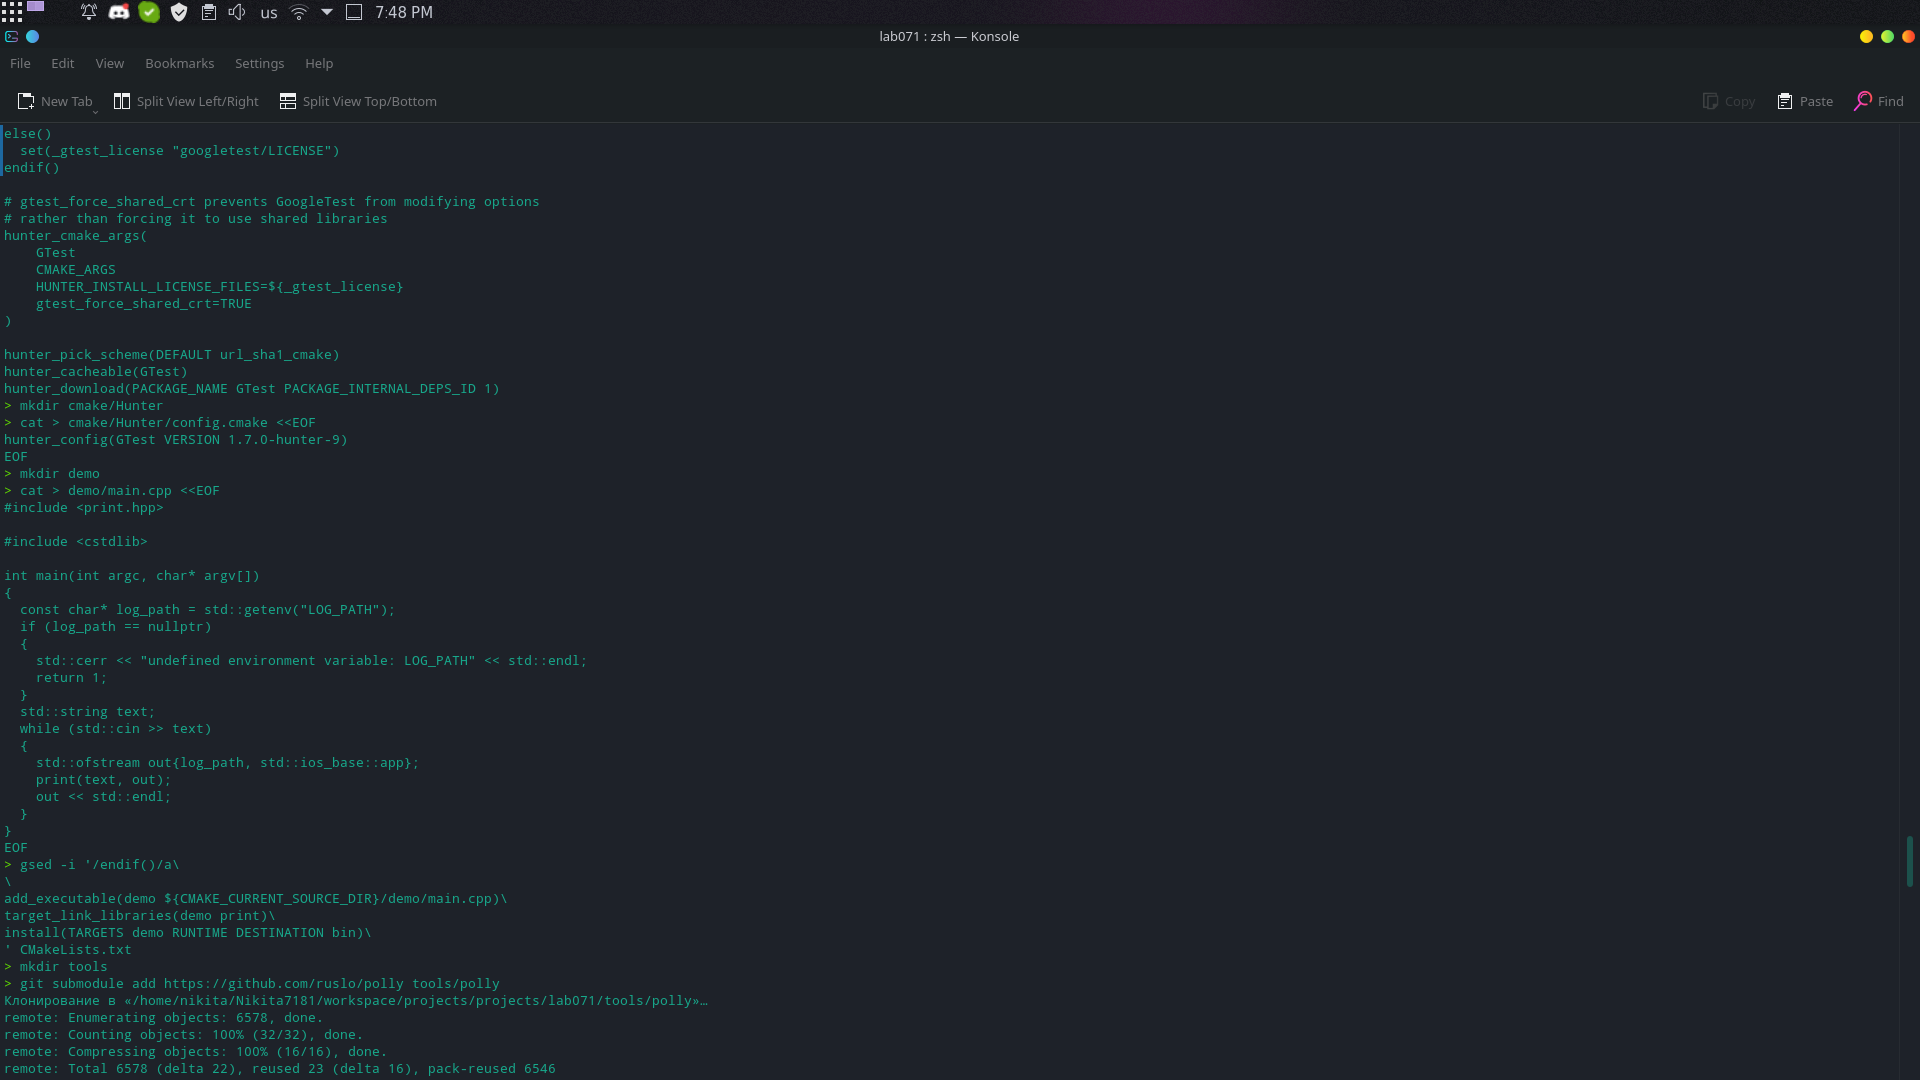 us 7:48 PM
lab071 : zsh — Konsole
File Edit View Bookmarks Settings Help
New Tab Split View Left/Right Split View Top/Bottom Copy Paste Find
else()
  set(_gtest_license "googletest/LICENSE")
endif()

# gtest_force_shared_crt prevents GoogleTest from modifying options
# rather than forcing it to use shared libraries
hunter_cmake_args(
    GTest
    CMAKE_ARGS
    HUNTER_INSTALL_LICENSE_FILES=${_gtest_license}
    gtest_force_shared_crt=TRUE
)

hunter_pick_scheme(DEFAULT url_sha1_cmake)
hunter_cacheable(GTest)
hunter_download(PACKAGE_NAME GTest PACKAGE_INTERNAL_DEPS_ID 1)
> mkdir cmake/Hunter
> cat > cmake/Hunter/config.cmake <<EOF
hunter_config(GTest VERSION 1.7.0-hunter-9)
EOF
> mkdir demo
> cat > demo/main.cpp <<EOF
#include <print.hpp>

#include <cstdlib>

int main(int argc, char* argv[])
{
  const char* log_path = std::getenv("LOG_PATH");
  if (log_path == nullptr)
  {
    std::cerr << "undefined environment variable: LOG_PATH" << std::endl;
    return 1;
  }
  std::string text;
  while (std::cin >> text)
  {
    std::ofstream out{log_path, std::ios_base::app};
    print(text, out);
    out << std::endl;
  }
}
EOF
> gsed -i '/endif()/a\
\
add_executable(demo ${CMAKE_CURRENT_SOURCE_DIR}/demo/main.cpp)\
target_link_libraries(demo print)\
install(TARGETS demo RUNTIME DESTINATION bin)\
' CMakeLists.txt
> mkdir tools
> git submodule add https://github.com/ruslo/polly tools/polly
Клонирование в «/home/nikita/Nikita7181/workspace/projects/projects/lab071/tools/polly»…
remote: Enumerating objects: 6578, done.
remote: Counting objects: 100% (32/32), done.
remote: Compressing objects: 100% (16/16), done.
remote: Total 6578 (delta 22), reused 23 (delta 16), pack-reused 6546